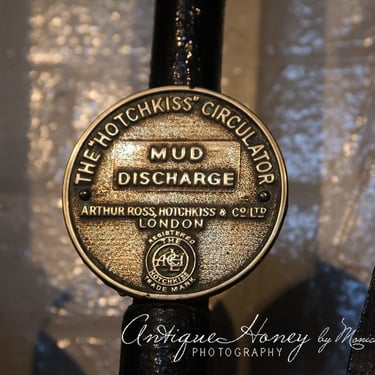 THE "HOTCHKISS" CIRCULATOR
MUD
DISCHARGE
ARTHUR ROSS, HOTCHKISS & CO LTD
LONDON
REGISTERED
THE
HOTCHKISS
TRADE MARK
Antique Honey by Monic
PHOTOGRAPHY